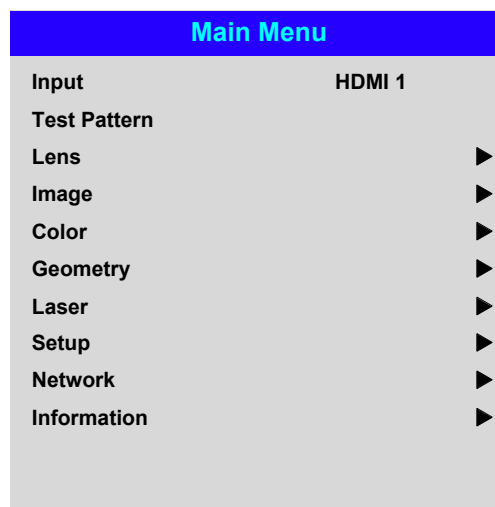 Main Menu
Input HDMI 1
Test Pattern
Lens
Image
Color
Geometry
Laser
Setup
Network
Information